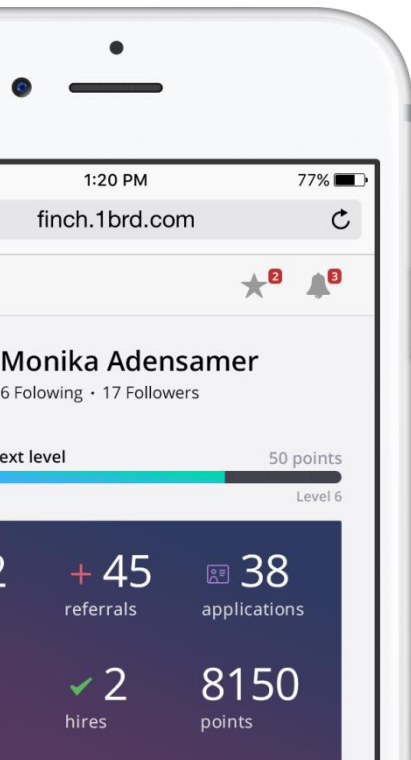 1:20 PM 77%
finch.1brd.com
2 3
Monika Adensamer
6 Folowing · 17 Followers
ext level 50 points
Level 6
2 + 45 38
referrals applications
2 8150
hires points